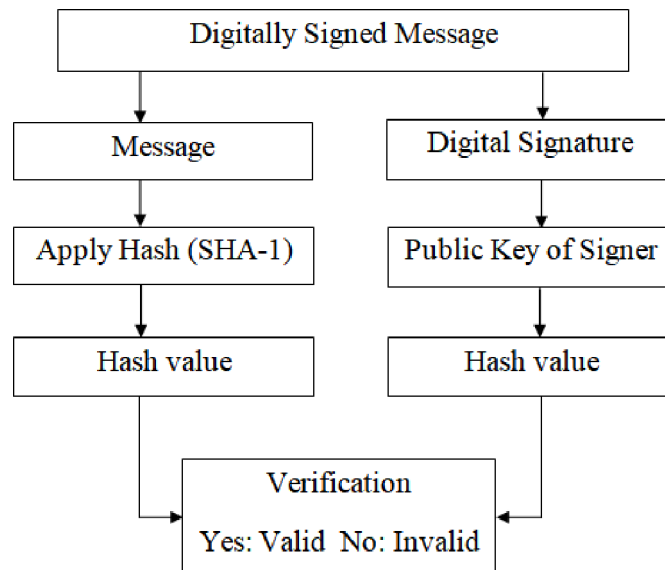 Digitally Signed Message
Message
Digital Signature
Apply Hash (SHA-1)
Public Key of Signer
Hash value
Hash value
Verification
Yes: Valid  No: Invalid